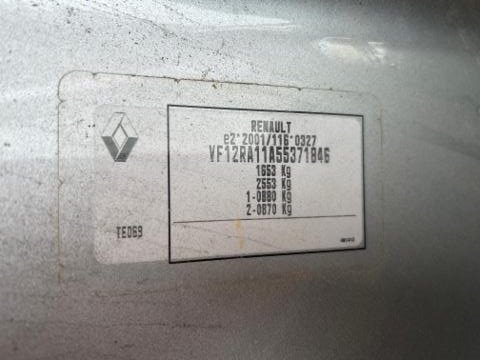 RENAULT
e2*2001/116*0327
VF12RA11A55371846
1653 Kg
2553 Kg
1-0880 Kg
2-0870 Kg
TED69